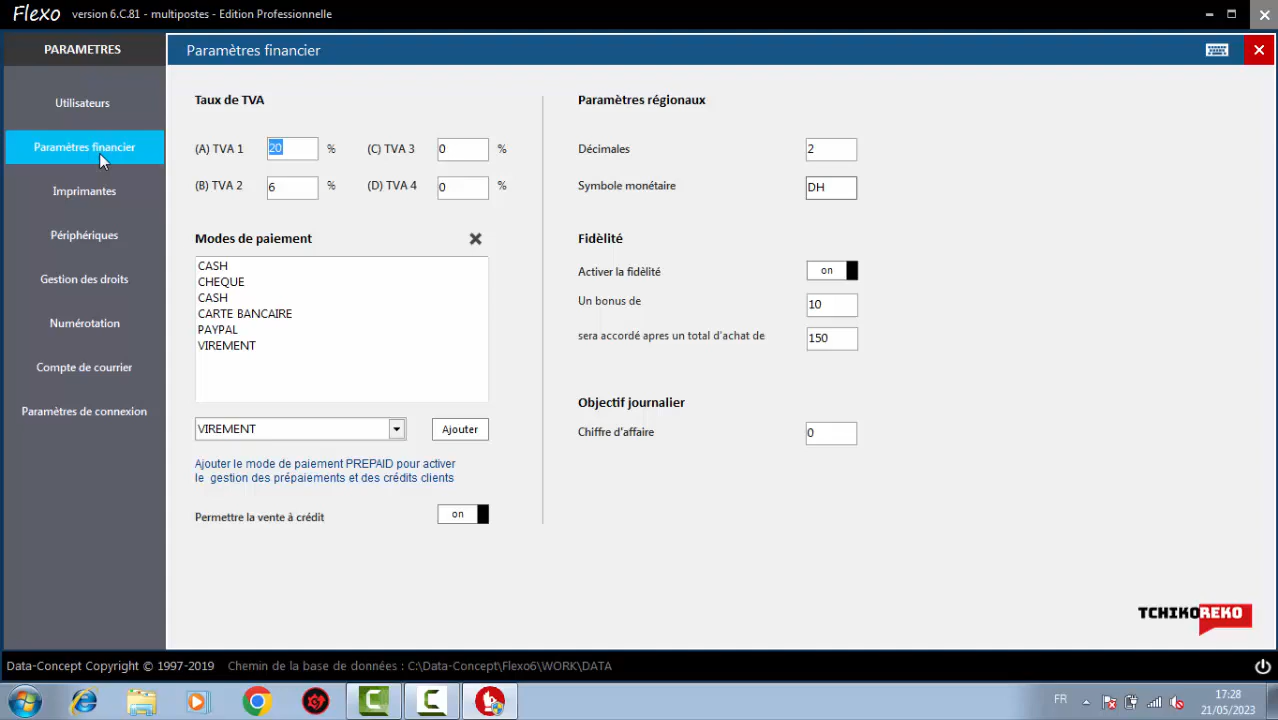 Flexo version 6.C.81 - multipostes - Edition Professionnelle
PARAMETRES
Utilisateurs
Paramètres financier
Imprimantes
Périphériques
Gestion des droits
Numérotation
Compte de courrier
Paramètres de connexion
Paramètres financier
Taux de TVA
(A) TVA 1 20 % (C) TVA 3 0 %
(B) TVA 2 6 % (D) TVA 4 0 %
Modes de paiement
CASH
CHEQUE
CASH
CARTE BANCAIRE
PAYPAL
VIREMENT
VIREMENT Ajouter
Ajouter le mode de paiement PREPAID pour activer
le gestion des prépaiements et des crédits clients
Permettre la vente à crédit on
Paramètres régionaux
Décimales 2
Symbole monétaire DH
Fidèlité
Activer la fidélité on
Un bonus de 10
sera accordé apres un total d'achat de 150
Objectif journalier
Chiffre d'affaire 0
TCHIKOREKO
Data-Concept Copyright © 1997-2019 Chemin de la base de données : C:\Data-Concept\Flexo6\WORK\DATA
FR
17:28
21/05/2023